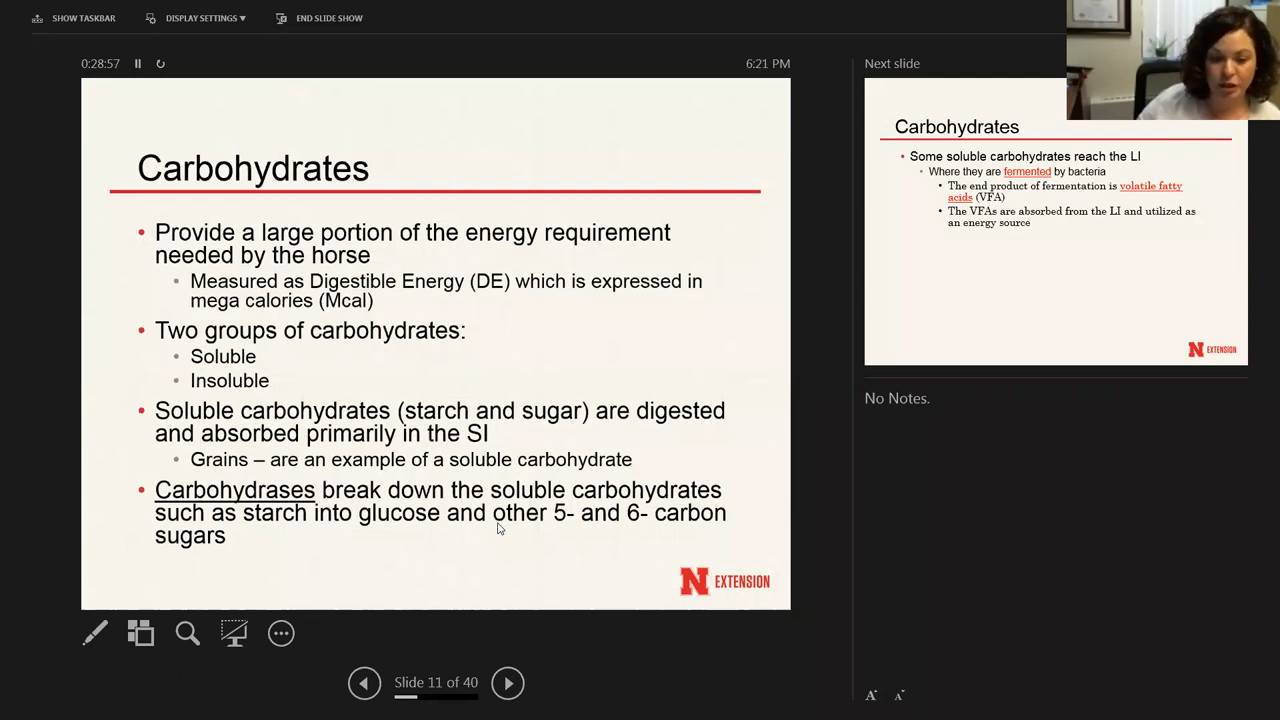 SHOW TASKBAR
DISPLAY SETTINGS ▼
END SLIDE SHOW
0:28:57
6:21 PM
Carbohydrates
• Provide a large portion of the energy requirement
needed by the horse
• Measured as Digestible Energy (DE) which is expressed in
mega calories (Mcal)
• Two groups of carbohydrates:
• Soluble
• Insoluble
• Soluble carbohydrates (starch and sugar) are digested
and absorbed primarily in the SI
• Grains – are an example of a soluble carbohydrate
• Carbohydrases break down the soluble carbohydrates
such as starch into glucose and other 5- and 6- carbon
sugars
N EXTENSION
Slide 11 of 40
Next slide
Carbohydrates
• Some soluble carbohydrates reach the LI
• Where they are fermented by bacteria
• The end product of fermentation is volatile fatty
acids (VFA)
• The VFAs are absorbed from the LI and utilized as
an energy source
N EXTENSION
No Notes.
A A